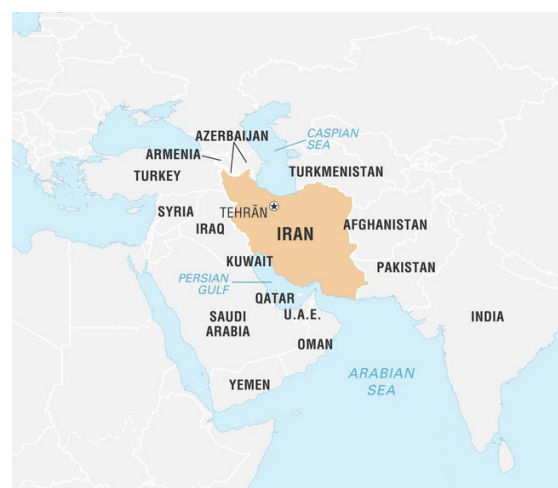 AZERBAIJAN
CASPIAN
SEA
ARMENIA
TURKEY
TURKMENISTAN
SYRIA
TEHRĀN
IRAQ
IRAN
AFGHANISTAN
KUWAIT
PAKISTAN
PERSIAN
GULF
QATAR
U.A.E.
SAUDI
ARABIA
INDIA
OMAN
ARABIAN
SEA
YEMEN